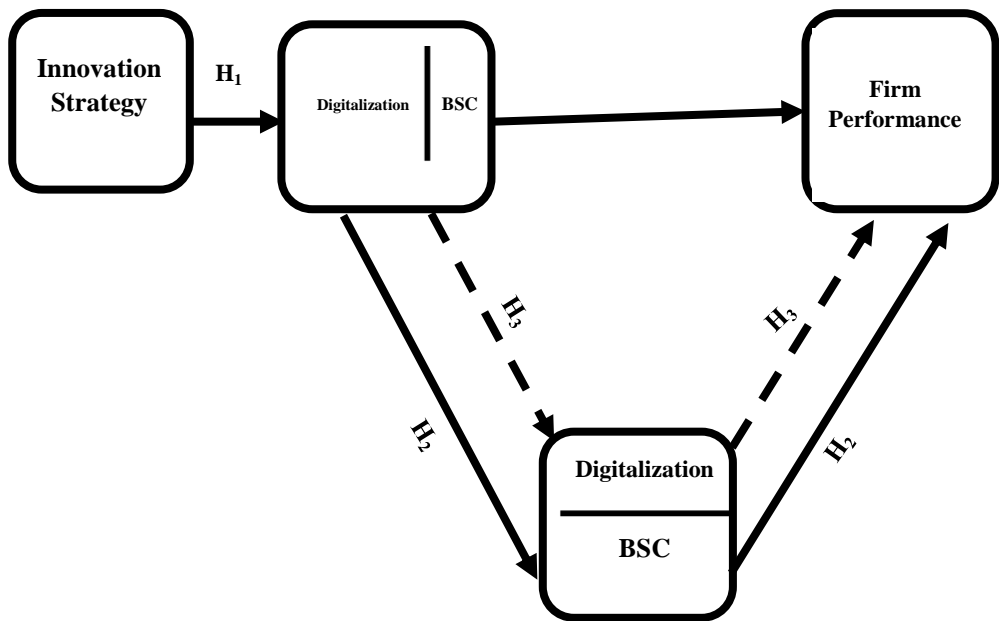 Innovation
Strategy
H₁
Digitalization
BSC
Firm
Performance
H₃
H₃
H₂
H₂
Digitalization
BSC